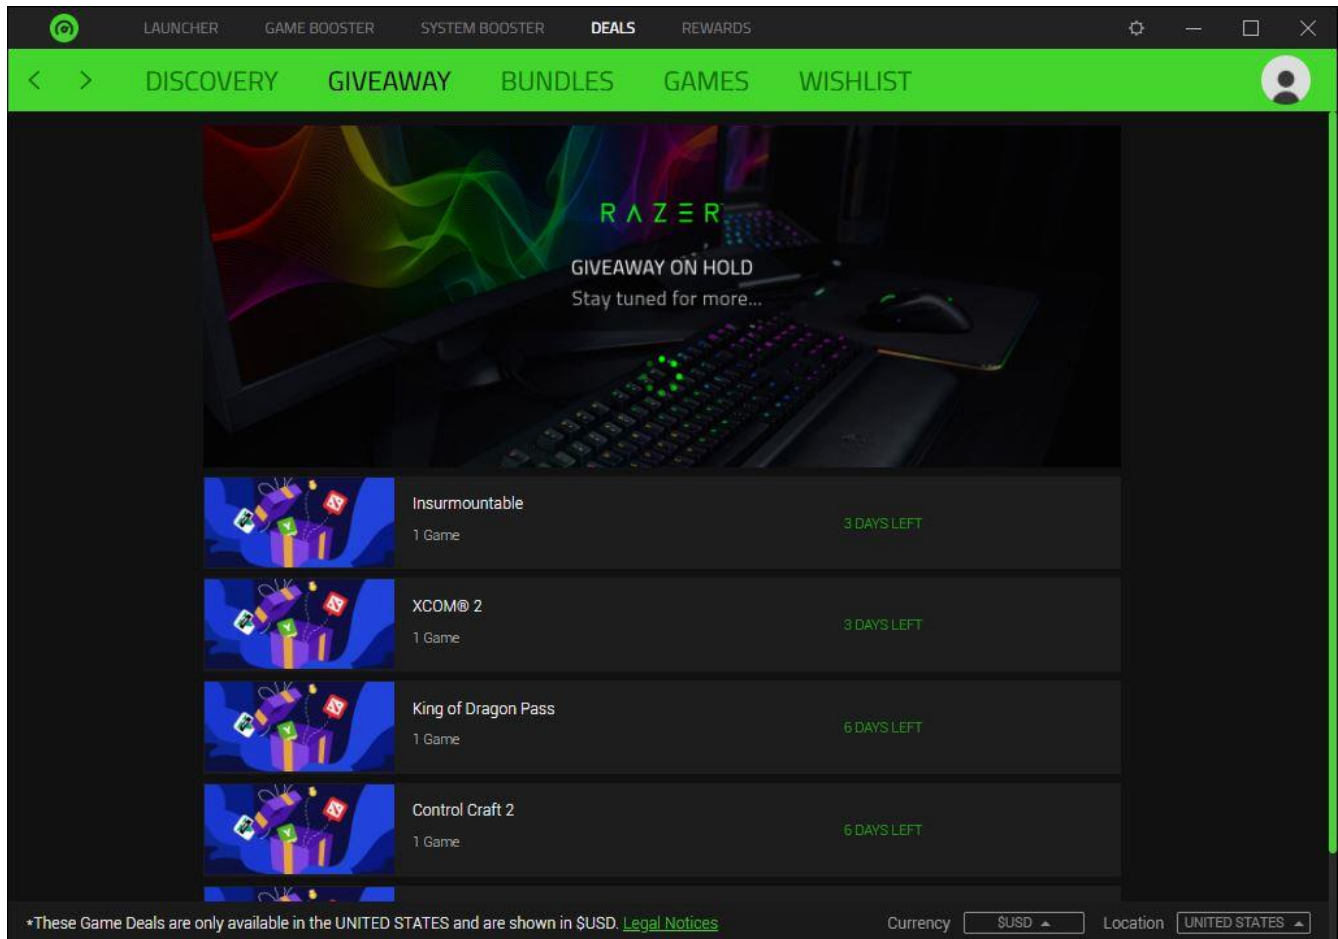 LAUNCHER GAME BOOSTER SYSTEM BOOSTER DEALS REWARDS
DISCOVERY GIVEAWAY BUNDLES GAMES WISHLIST
RAZER
GIVEAWAY ON HOLD
Stay tuned for more...
Insurmountable
1 Game
3 DAYS LEFT
XCOM® 2
1 Game
3 DAYS LEFT
King of Dragon Pass
1 Game
6 DAYS LEFT
Control Craft 2
1 Game
6 DAYS LEFT
*These Game Deals are only available in the UNITED STATES and are shown in $USD. Legal Notices Currency $USD Location UNITED STATES